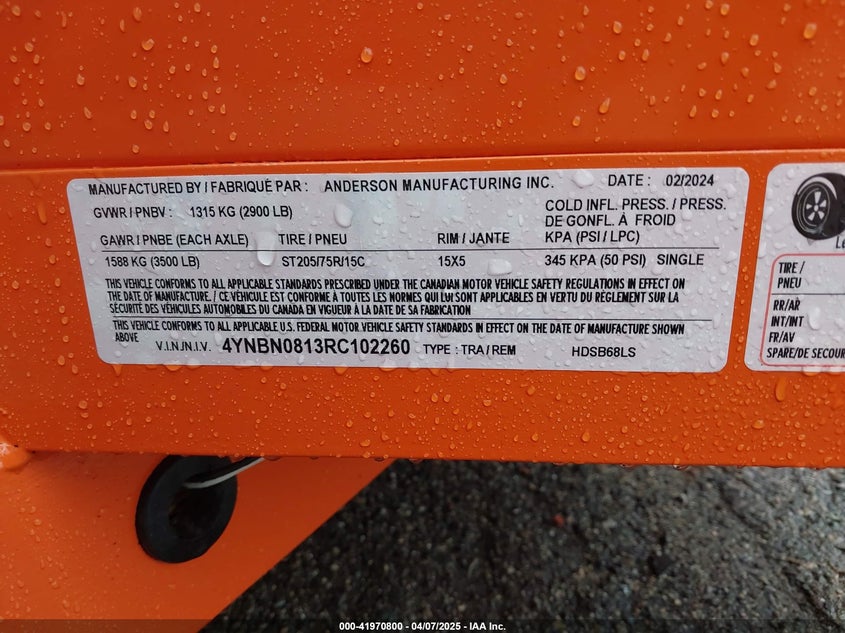 MANUFACTURED BY / FABRIQUÉ PAR : ANDERSON MANUFACTURING INC. DATE : 02/2024
GVWR / PNBV : 1315 KG (2900 LB)
COLD INFL. PRESS. / PRESS. DE GONFL. À FROID
GAWR / PNBE (EACH AXLE) TIRE / PNEU RIM / JANTE KPA (PSI / LPC)
1588 KG (3500 LB) ST205/75R/15C 15X5 345 KPA (50 PSI) SINGLE
THIS VEHICLE CONFORMS TO ALL APPLICABLE STANDARDS PRESCRIBED UNDER THE CANADIAN MOTOR VEHICLE SAFETY REGULATIONS IN EFFECT ON
THE DATE OF MANUFACTURE. / CE VÉHICULE EST CONFORME À TOUTES LES NORMES QUI LUI SONT APPLICABLES EN VERTU DU RÈGLEMENT SUR LA
SÉCURITÉ DES VÉHICULES AUTOMOBILES DU CANADA EN VIGUEUR À LA DATE DE SA FABRICATION
THIS VEHICLE CONFORMS TO ALL APPLICABLE U.S. FEDERAL MOTOR VEHICLE SAFETY STANDARDS IN EFFECT ON THE DATE OF MANUFACTURE SHOWN
ABOVE
V.I.N./N.I.V. 4YNBN0813RC102260 TYPE : TRA / REM HDSB68LS
TIRE /
PNEU
RR/AR
INT/INT
FR/AV
SPARE/DE SECOUR
000-41970800 - 04/07/2025 - IAA Inc.